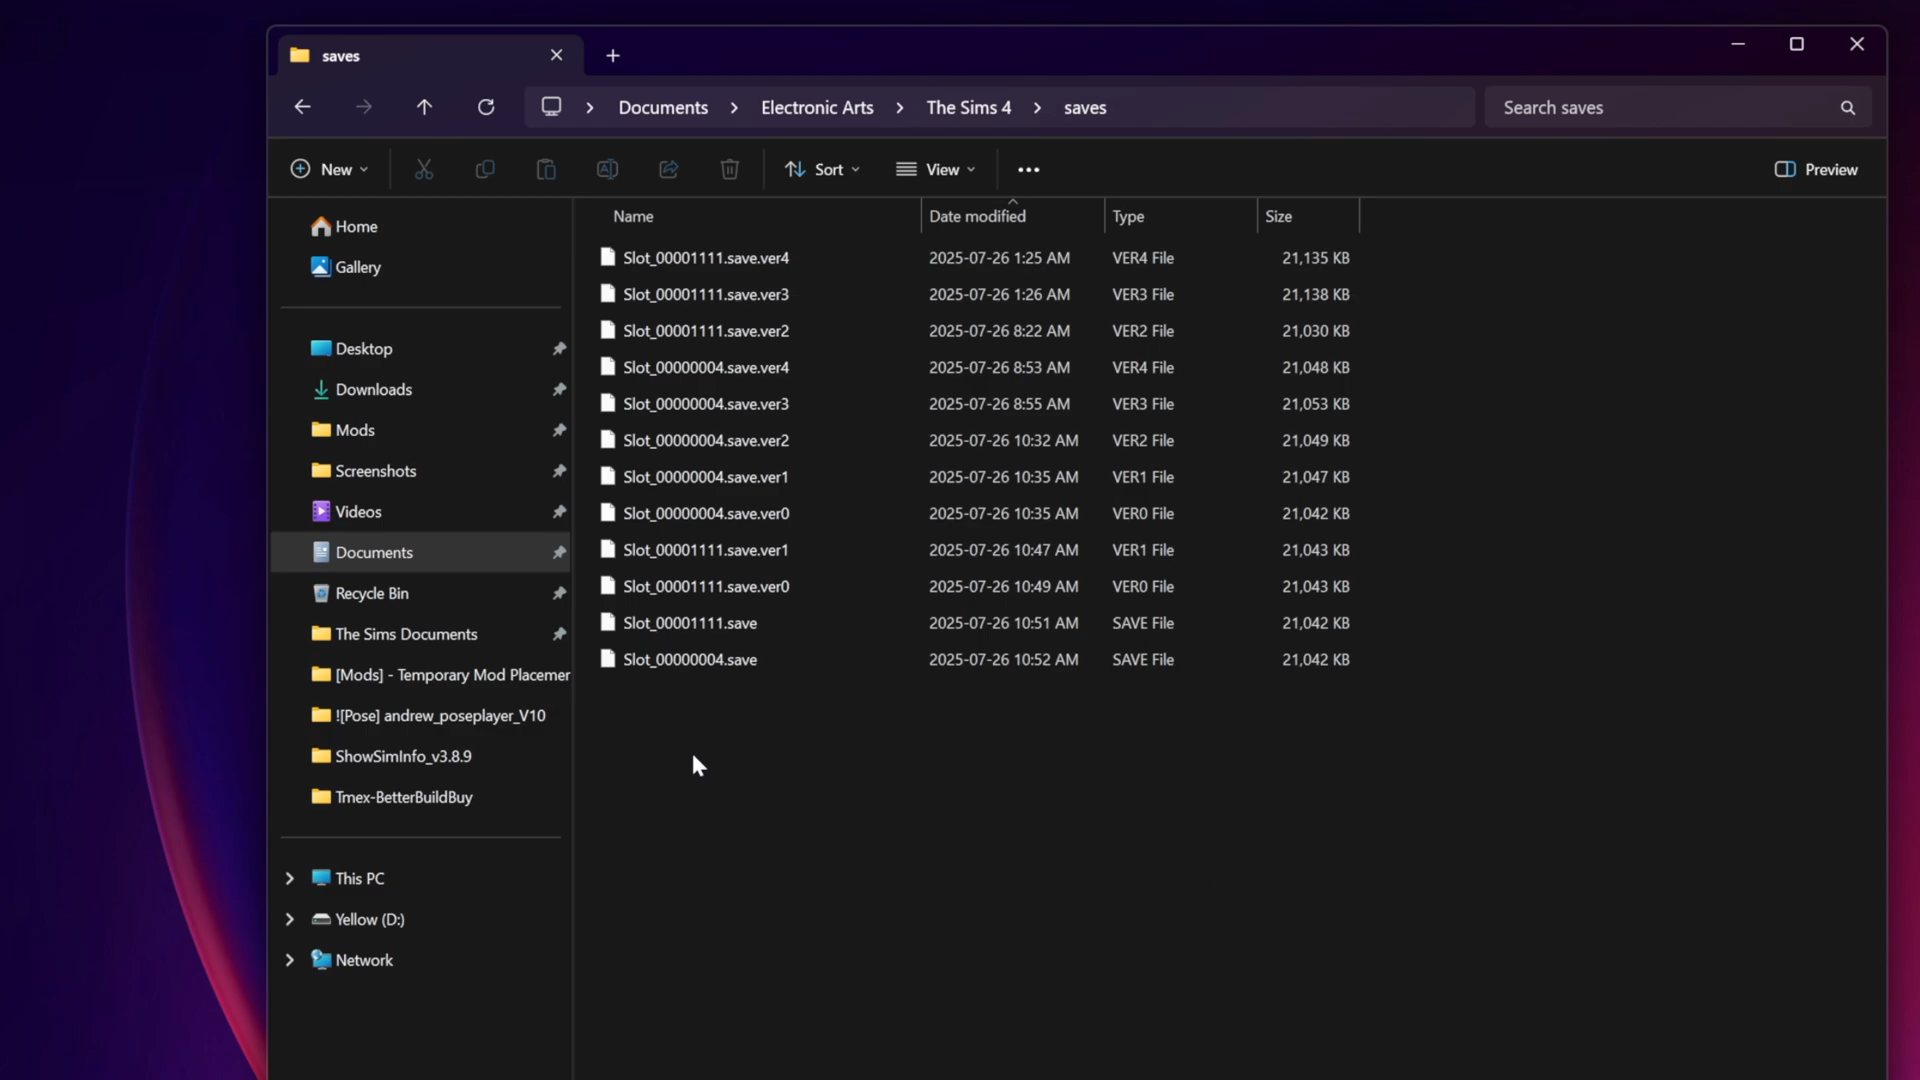 saves
Documents Electronic Arts The Sims 4 saves
Search saves
New Sort View Preview
Name Date modified Type Size
Slot_00001111.save.ver4 2025-07-26 1:25 AM VER4 File 21,135 KB
Slot_00001111.save.ver3 2025-07-26 1:26 AM VER3 File 21,138 KB
Slot_00001111.save.ver2 2025-07-26 8:22 AM VER2 File 21,030 KB
Slot_00000004.save.ver4 2025-07-26 8:53 AM VER4 File 21,048 KB
Slot_00000004.save.ver3 2025-07-26 8:55 AM VER3 File 21,053 KB
Slot_00000004.save.ver2 2025-07-26 10:32 AM VER2 File 21,049 KB
Slot_00000004.save.ver1 2025-07-26 10:35 AM VER1 File 21,047 KB
Slot_00000004.save.ver0 2025-07-26 10:35 AM VER0 File 21,042 KB
Slot_00001111.save.ver1 2025-07-26 10:47 AM VER1 File 21,043 KB
Slot_00001111.save.ver0 2025-07-26 10:49 AM VER0 File 21,043 KB
Slot_00001111.save 2025-07-26 10:51 AM SAVE File 21,042 KB
Slot_00000004.save 2025-07-26 10:52 AM SAVE File 21,042 KB
Home
Gallery
Desktop
Downloads
Mods
Screenshots
Videos
Documents
Recycle Bin
The Sims Documents
[Mods] - Temporary Mod Placemer
![Pose] andrew_poseplayer_V10
ShowSimInfo_v3.8.9
Tmex-BetterBuildBuy
This PC
Yellow (D:)
Network